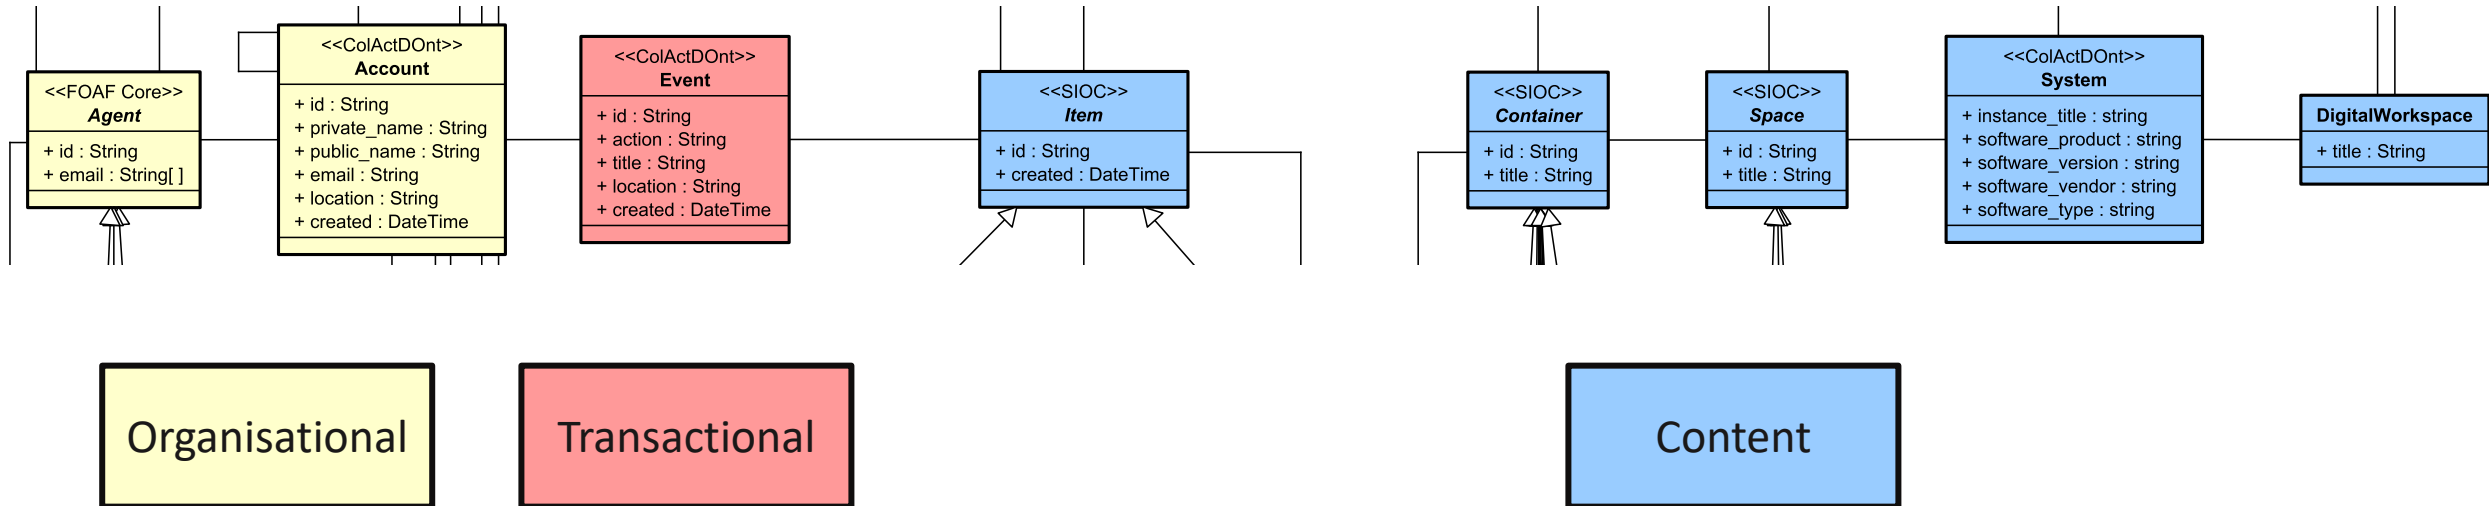 <<FOAF Core>>
Agent
+ id : String
+ email : String[ ]
<<ColActDOnt>>
Account
+ id : String
+ private_name : String
+ public_name : String
+ email : String
+ location : String
+ created : DateTime
<<ColActDOnt>>
Event
+ id : String
+ action : String
+ title : String
+ location : String
+ created : DateTime
<<SIOC>>
Item
+ id : String
+ created : DateTime
<<SIOC>>
Container
+ id : String
+ title : String
<<SIOC>>
Space
+ id : String
+ title : String
<<ColActDOnt>>
System
+ instance_title : string
+ software_product : string
+ software_version : string
+ software_vendor : string
+ software_type : string
DigitalWorkspace
+ title : String
Organisational
Transactional
Content